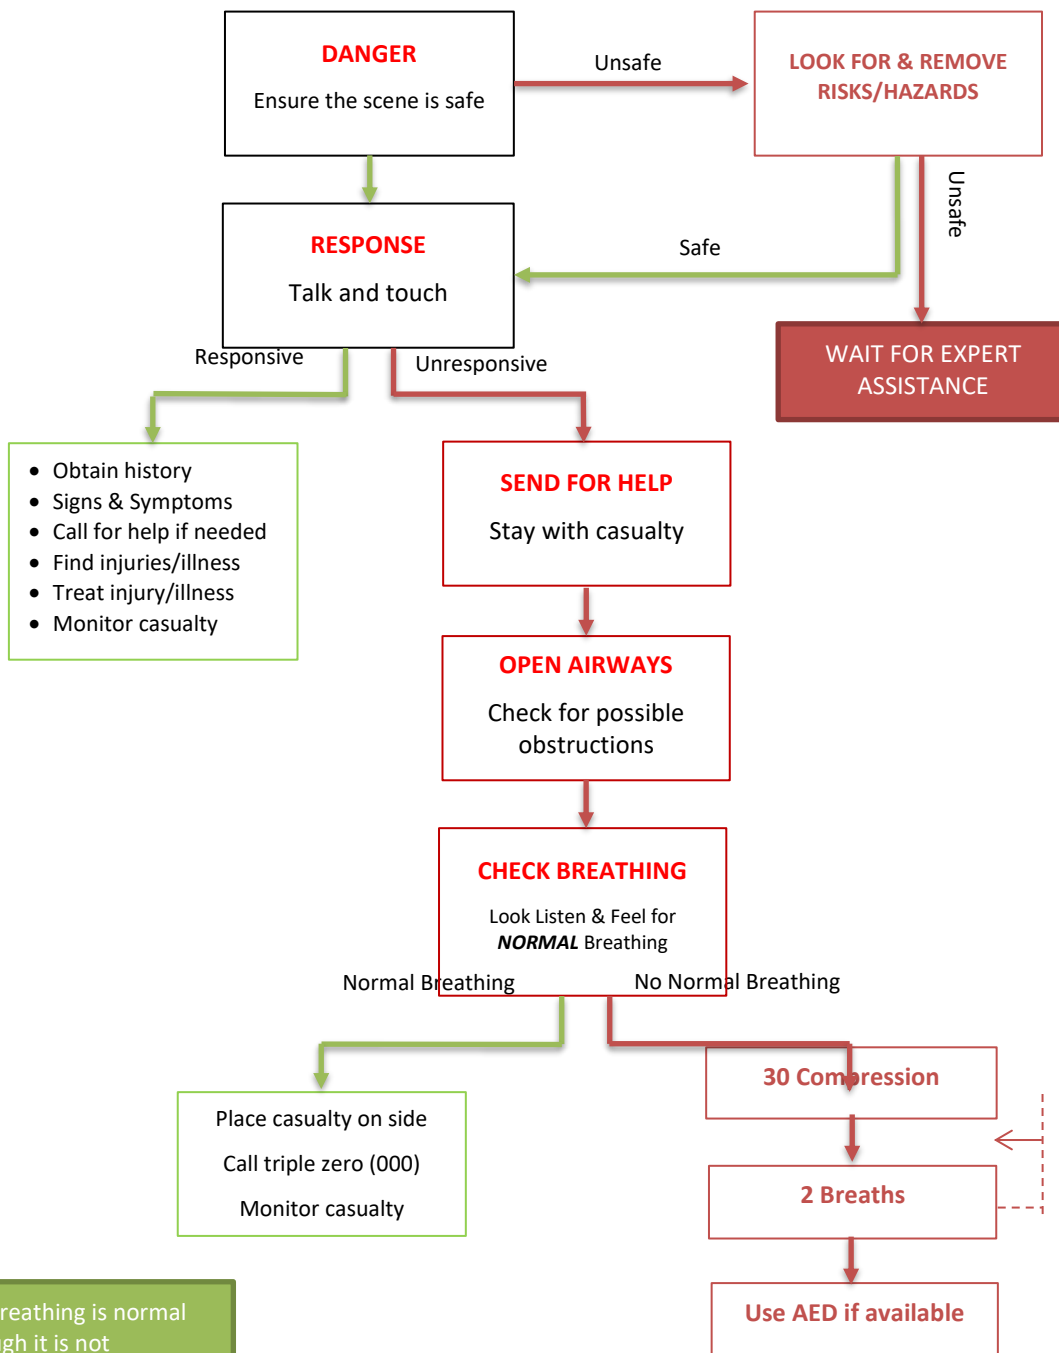 DANGER
Ensure the scene is safe
Unsafe
LOOK FOR & REMOVE
RISKS/HAZARDS
Unsafe
RESPONSE
Talk and touch
Safe
WAIT FOR EXPERT
ASSISTANCE
Responsive
Unresponsive
• Obtain history
• Signs & Symptoms
• Call for help if needed
• Find injuries/illness
• Treat injury/illness
• Monitor casualty
SEND FOR HELP
Stay with casualty
OPEN AIRWAYS
Check for possible
obstructions
CHECK BREATHING
Look Listen & Feel for
NORMAL Breathing
Normal Breathing
No Normal Breathing
Place casualty on side
Call triple zero (000)
Monitor casualty
30 Compression
2 Breaths
Use AED if available
breathing is normal
it is not